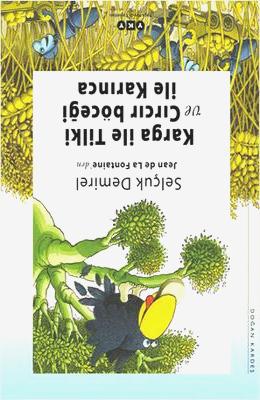 Selçuk Demirel
Jean de La Fontaine'den
Karga ile Tilki
ve Cırcır böceği
ile Karınca
YKY
DOĞAN KARDEŞ